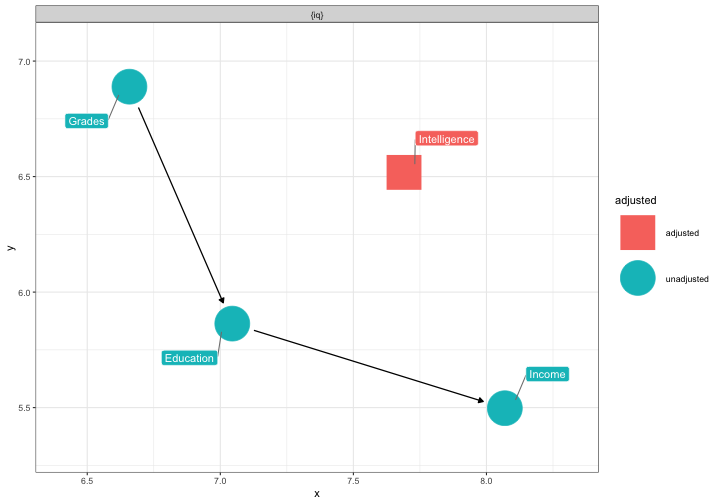 {iq}
7.0
6.5
6.0
5.5
y
Grades
Intelligence
Education
Income
6.5
7.0
7.5
8.0
x
adjusted
adjusted
unadjusted